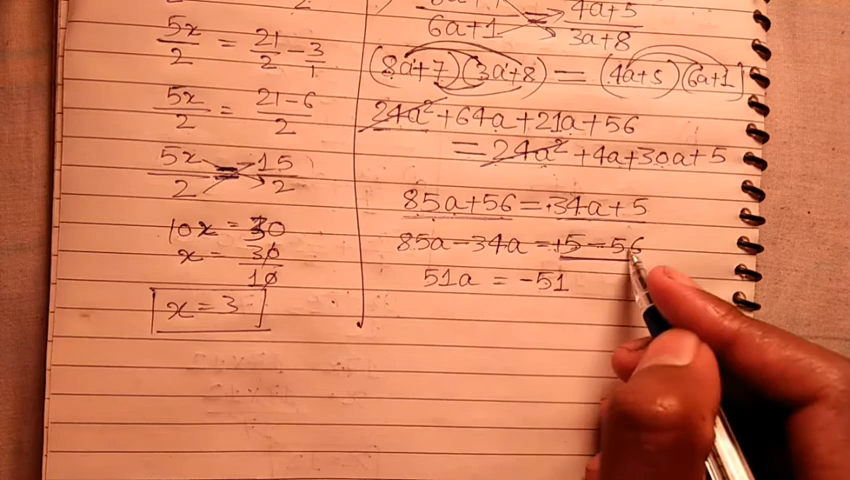 5x/2 = 21/2 - 3/1
5x/2 = 21-6/2
5x/2 = 15/2
10x = 30
x = 30/10
x = 3
6a+1 = 4a+5/3a+8
(8a+7)(3a+8) = (4a+5)(6a+1)
24a²+64a+21a+56
= 24a²+4a+30a+5
85a+56=+34a+5
85a-34a=+5-56
51a = -51